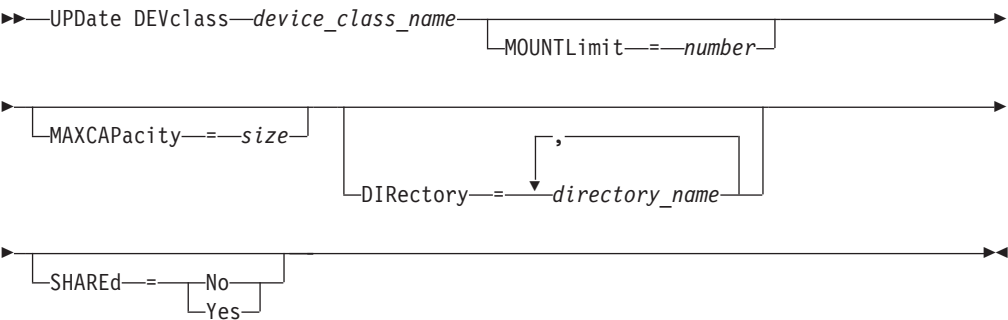 UPDate DEVclass device_class_name
MOUNTLimit = number
MAXCAPacity = size
,
DIRectory = directory_name
SHAREd = No
Yes